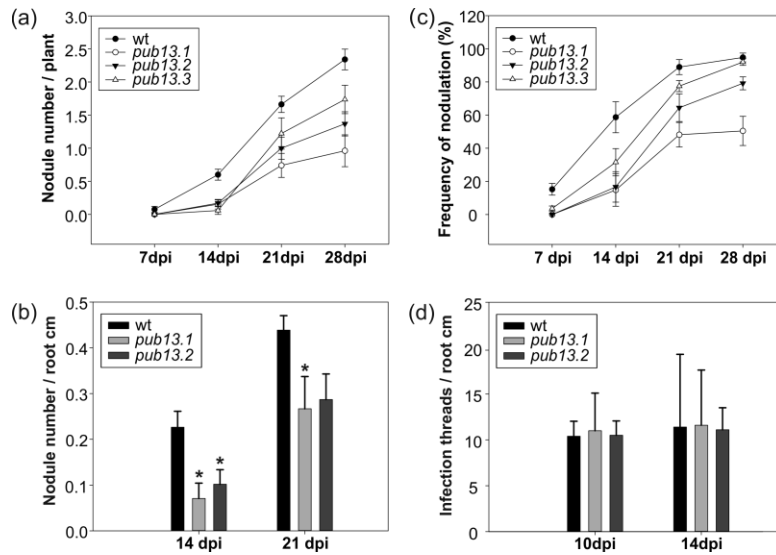 (a)
3.0
2.5
2.0
1.5
1.0
0.5
0.0
Nodule number / plant
wt
pub13.1
pub13.2
pub13.3
7dpi 14dpi 21dpi 28dpi
(c)
120
100
80
60
40
20
0
Frequency of nodulation (%)
wt
pub13.1
pub13.2
pub13.3
7 dpi 14 dpi 21 dpi 28 dpi
(b)
0.5
0.4
0.3
0.2
0.1
0.0
Nodule number / root cm
wt
pub13.1
pub13.2
* * *
14 dpi 21 dpi
(d)
25
20
15
10
5
0
Infection threads / root cm
wt
pub13.1
pub13.2
10dpi 14dpi